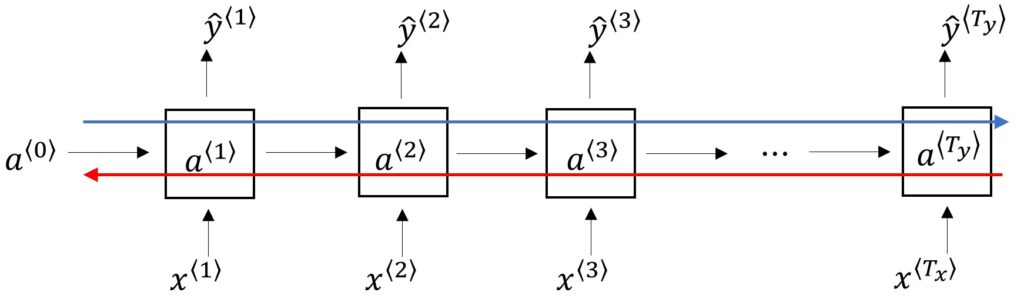 ŷ⟨1⟩ ŷ⟨2⟩ ŷ⟨3⟩ ŷ⟨Ty⟩
a⟨0⟩ a⟨1⟩ a⟨2⟩ a⟨3⟩ ... a⟨Ty⟩
x⟨1⟩ x⟨2⟩ x⟨3⟩ x⟨Tx⟩